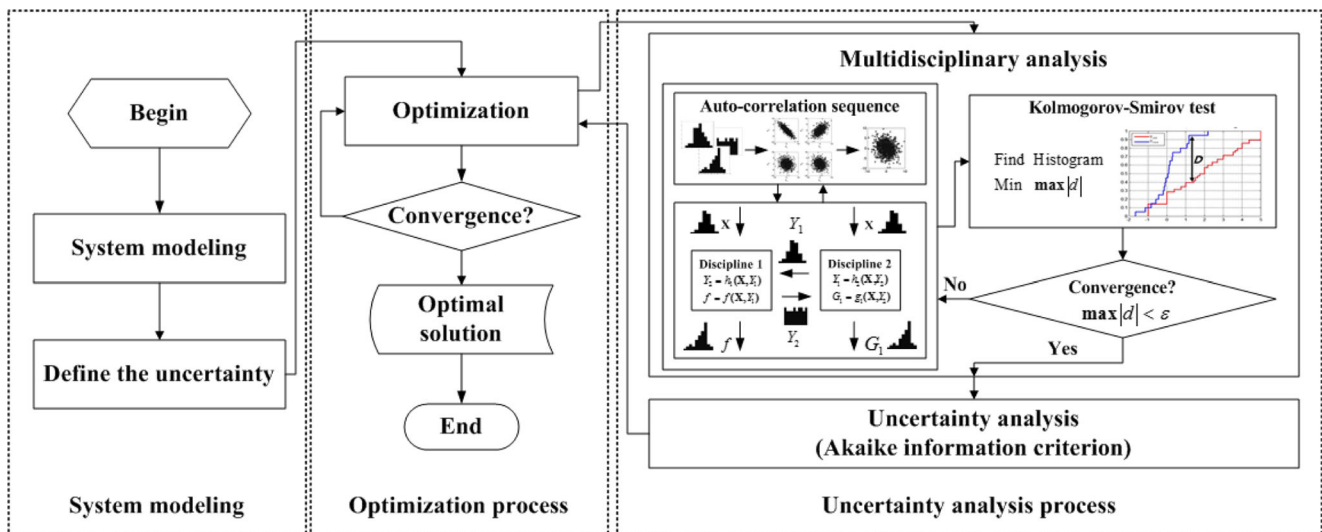 Begin
System modeling
Define the uncertainty
System modeling
Optimization
Convergence?
Optimal
solution
End
Optimization process
Multidisciplinary analysis
Auto-correlation sequence
X
Y₁
X
Discipline 1
Y₂ = h₁(X,Y₁)
f = f(X,Y₁)
Discipline 2
Y₁ = h₂(X,Y₂)
G₁ = g₁(X,Y₂)
f
Y₂
G₁
Kolmogorov-Smirov test
Find Histogram
Min max|d|
D
Convergence?
max|d| < ε
No
Yes
Uncertainty analysis
(Akaike information criterion)
Uncertainty analysis process